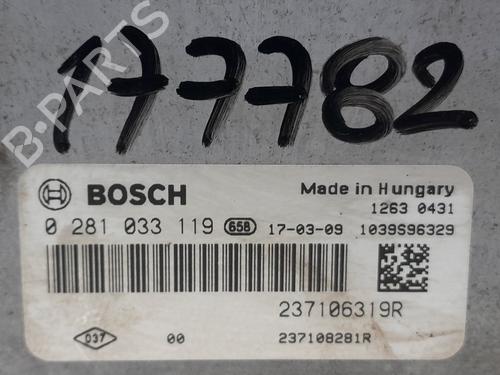 177782
B-PARTS
BOSCH
Made in Hungary
1263 0431
0 281 033 119 658 17-03-09 1039S96329
237106319R
037 00 237108281R